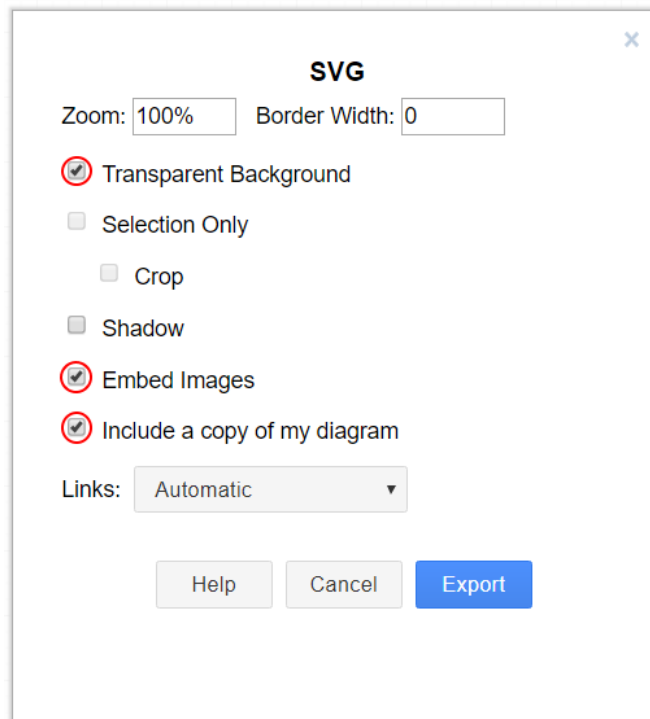 SVG
Zoom: 100% Border Width: 0
Transparent Background
Selection Only
Crop
Shadow
Embed Images
Include a copy of my diagram
Links: Automatic
Help Cancel Export